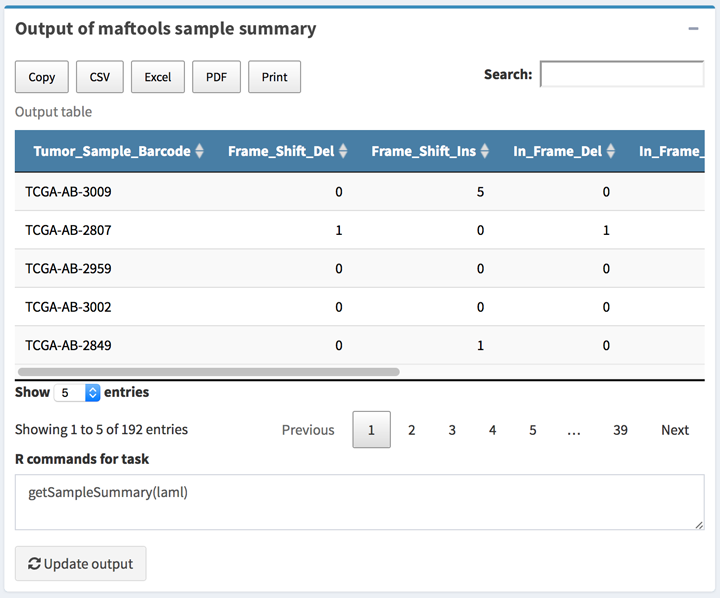 Output of maftools sample summary
Copy CSV Excel PDF Print Search:
Output table
Tumor_Sample_Barcode Frame_Shift_Del Frame_Shift_Ins In_Frame_Del In_Frame_
TCGA-AB-3009 0 5 0
TCGA-AB-2807 1 0 1
TCGA-AB-2959 0 0 0
TCGA-AB-3002 0 0 0
TCGA-AB-2849 0 1 0
Show 5 entries
Showing 1 to 5 of 192 entries Previous 1 2 3 4 5 … 39 Next
R commands for task
getSampleSummary(laml)
Update output